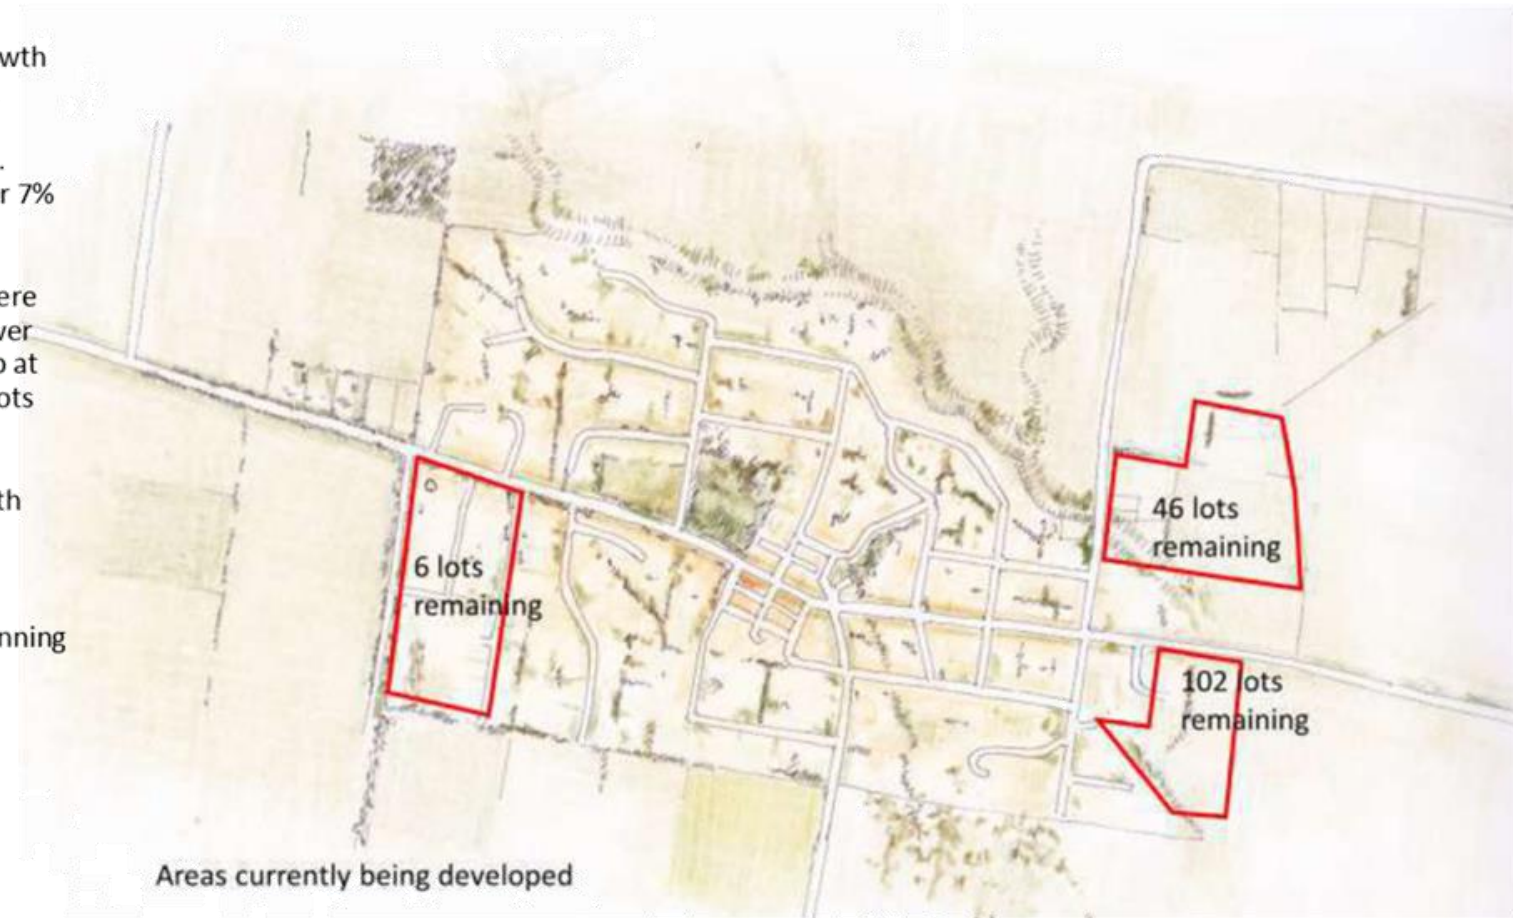 wth
.
r 7%
ere
ver
o at
ots
th
nning
46 lots
remaining
6 lots
remaining
102 lots
remaining
Areas currently being developed